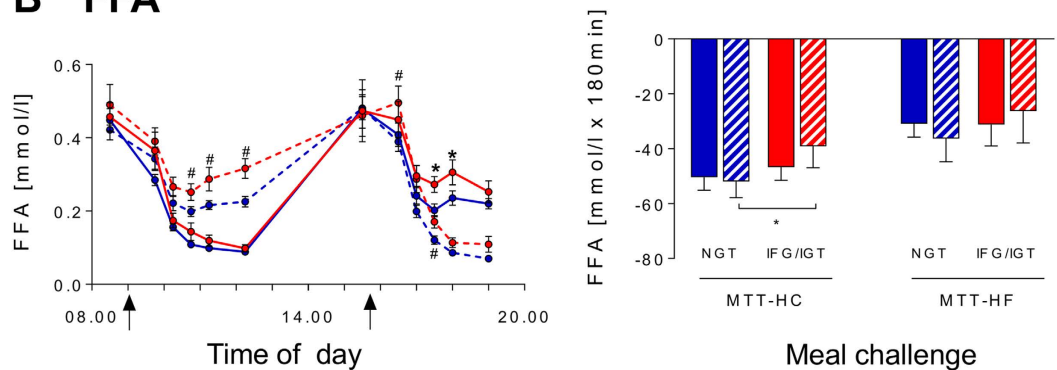 B FFA
FFA [mmol/l]
0.6
0.4
0.2
0.0
# # # # * * #
08.00 14.00 20.00
Time of day
FFA [mmol/l x 180min]
0
-20
-40
-60
-80
*
NGT IFG/IGT NGT IFG/IGT
MTT-HC MTT-HF
Meal challenge